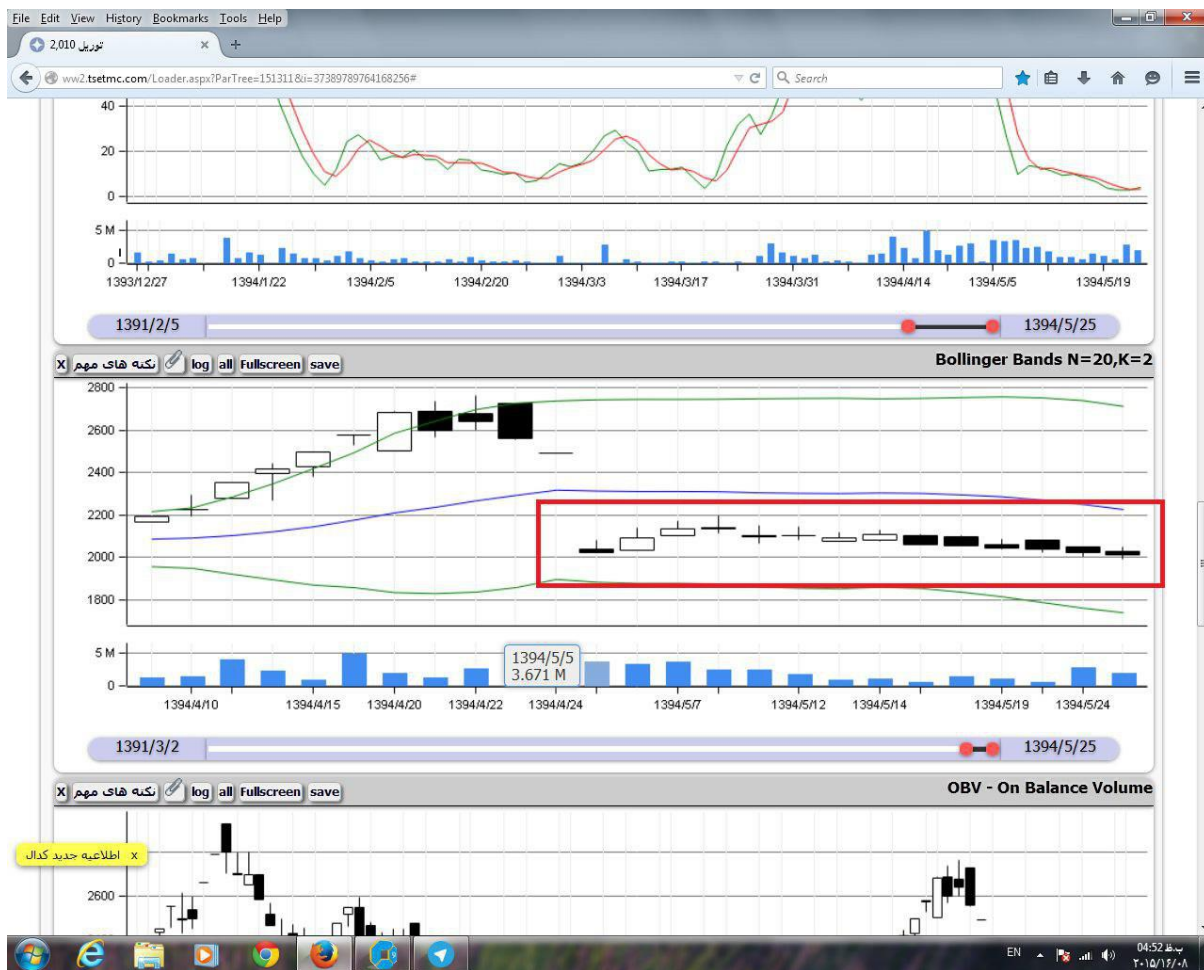 File Edit View History Bookmarks Tools Help
توریل 2,010
ww2.tsetmc.com/Loader.aspx?ParTree=151311&i=37389789764168256#
Search
40
20
0
5 M
0
1393/12/27 1394/1/22 1394/2/5 1394/2/20 1394/3/3 1394/3/17 1394/3/31 1394/4/14 1394/5/5 1394/5/19
1391/2/5 1394/5/25
x نکته های مهم log all Fullscreen save Bollinger Bands N=20,K=2
2800
2600
2400
2200
2000
1800
5 M
0
1394/5/5
3.671 M
1394/4/10 1394/4/15 1394/4/20 1394/4/22 1394/4/24 1394/5/7 1394/5/12 1394/5/14 1394/5/19 1394/5/24
1391/3/2 1394/5/25
x نکته های مهم log all Fullscreen save OBV - On Balance Volume
x اطلاعیه جدید کدال
2600
EN
04:52 ب.ظ
۲۰۱۵/۱۶/۰۸